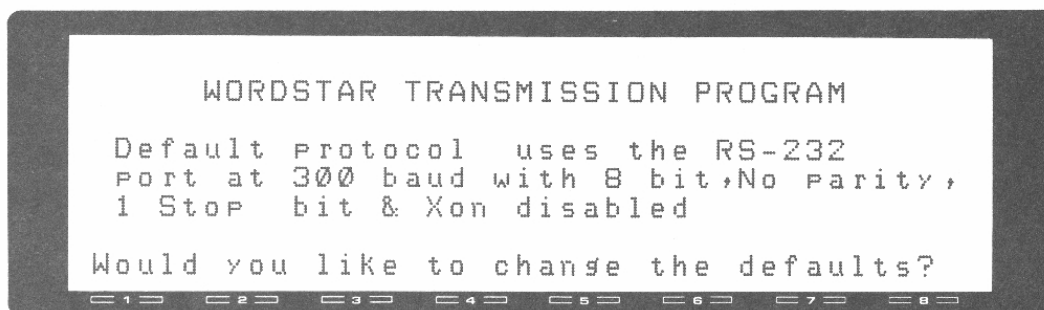 WORDSTAR TRANSMISSION PROGRAM
Default protocol uses the RS-232
port at 300 baud with 8 bit,No parity,
1 Stop bit & Xon disabled
Would you like to change the defaults?
1 2 3 4 5 6 7 8